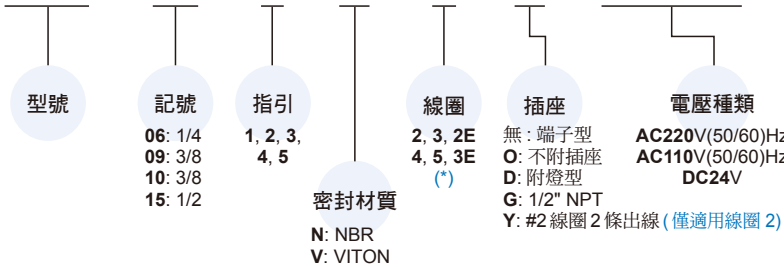 型號 記號 指引 線圈 插座 電壓種類
06: 1/4 1, 2, 3, 2, 3, 2E 無 : 端子型 AC220V(50/60)Hz
09: 3/8 4, 5 4, 5, 3E O: 不附插座 AC110V(50/60)Hz
10: 3/8 (*) D: 附燈型 DC24V
15: 1/2 密封材質 G: 1/2" NPT
Y: #2 線圈 2 條出線 ( 僅適用線圈 2)
N: NBR
V: VITON